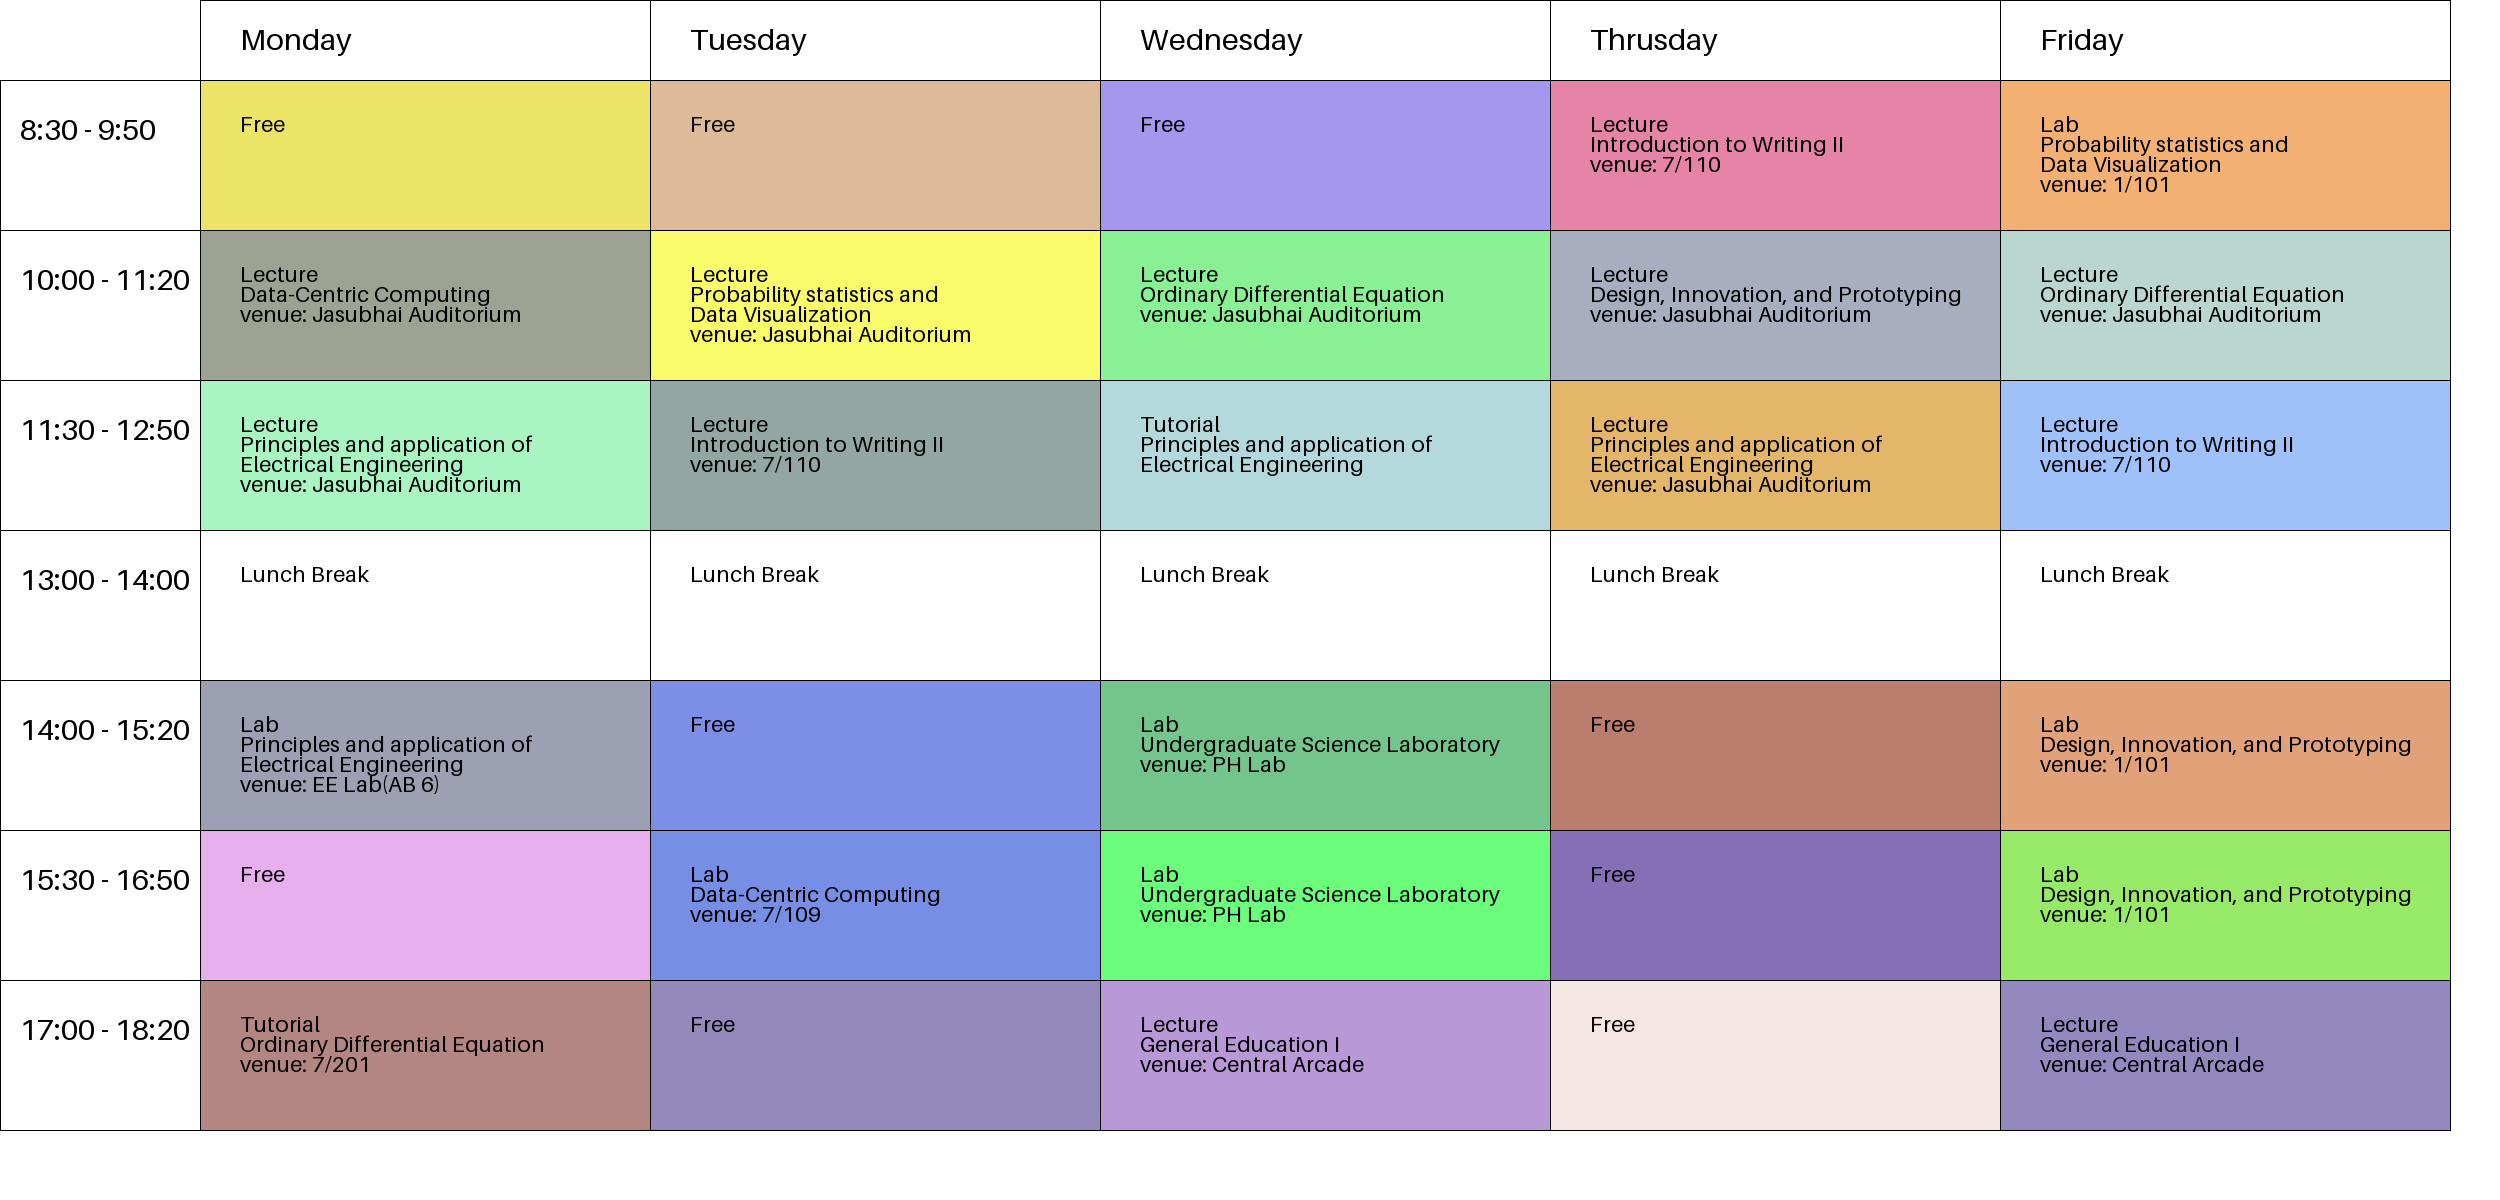 Monday
Tuesday
Wednesday
Thrusday
Friday
8:30 - 9:50
Free
Free
Free
Lecture
Introduction to Writing II
venue: 7/110
Lab
Probability statistics and
Data Visualization
venue: 1/101
10:00 - 11:20
Lecture
Data-Centric Computing
venue: Jasubhai Auditorium
Lecture
Probability statistics and
Data Visualization
venue: Jasubhai Auditorium
Lecture
Ordinary Differential Equation
venue: Jasubhai Auditorium
Lecture
Design, Innovation, and Prototyping
venue: Jasubhai Auditorium
Lecture
Ordinary Differential Equation
venue: Jasubhai Auditorium
11:30 - 12:50
Lecture
Principles and application of
Electrical Engineering
venue: Jasubhai Auditorium
Lecture
Introduction to Writing II
venue: 7/110
Tutorial
Principles and application of
Electrical Engineering
Lecture
Principles and application of
Electrical Engineering
venue: Jasubhai Auditorium
Lecture
Introduction to Writing II
venue: 7/110
13:00 - 14:00
Lunch Break
Lunch Break
Lunch Break
Lunch Break
Lunch Break
14:00 - 15:20
Lab
Principles and application of
Electrical Engineering
venue: EE Lab(AB 6)
Free
Lab
Undergraduate Science Laboratory
venue: PH Lab
Free
Lab
Design, Innovation, and Prototyping
venue: 1/101
15:30 - 16:50
Free
Lab
Data-Centric Computing
venue: 7/109
Lab
Undergraduate Science Laboratory
venue: PH Lab
Free
Lab
Design, Innovation, and Prototyping
venue: 1/101
17:00 - 18:20
Tutorial
Ordinary Differential Equation
venue: 7/201
Free
Lecture
General Education I
venue: Central Arcade
Free
Lecture
General Education I
venue: Central Arcade